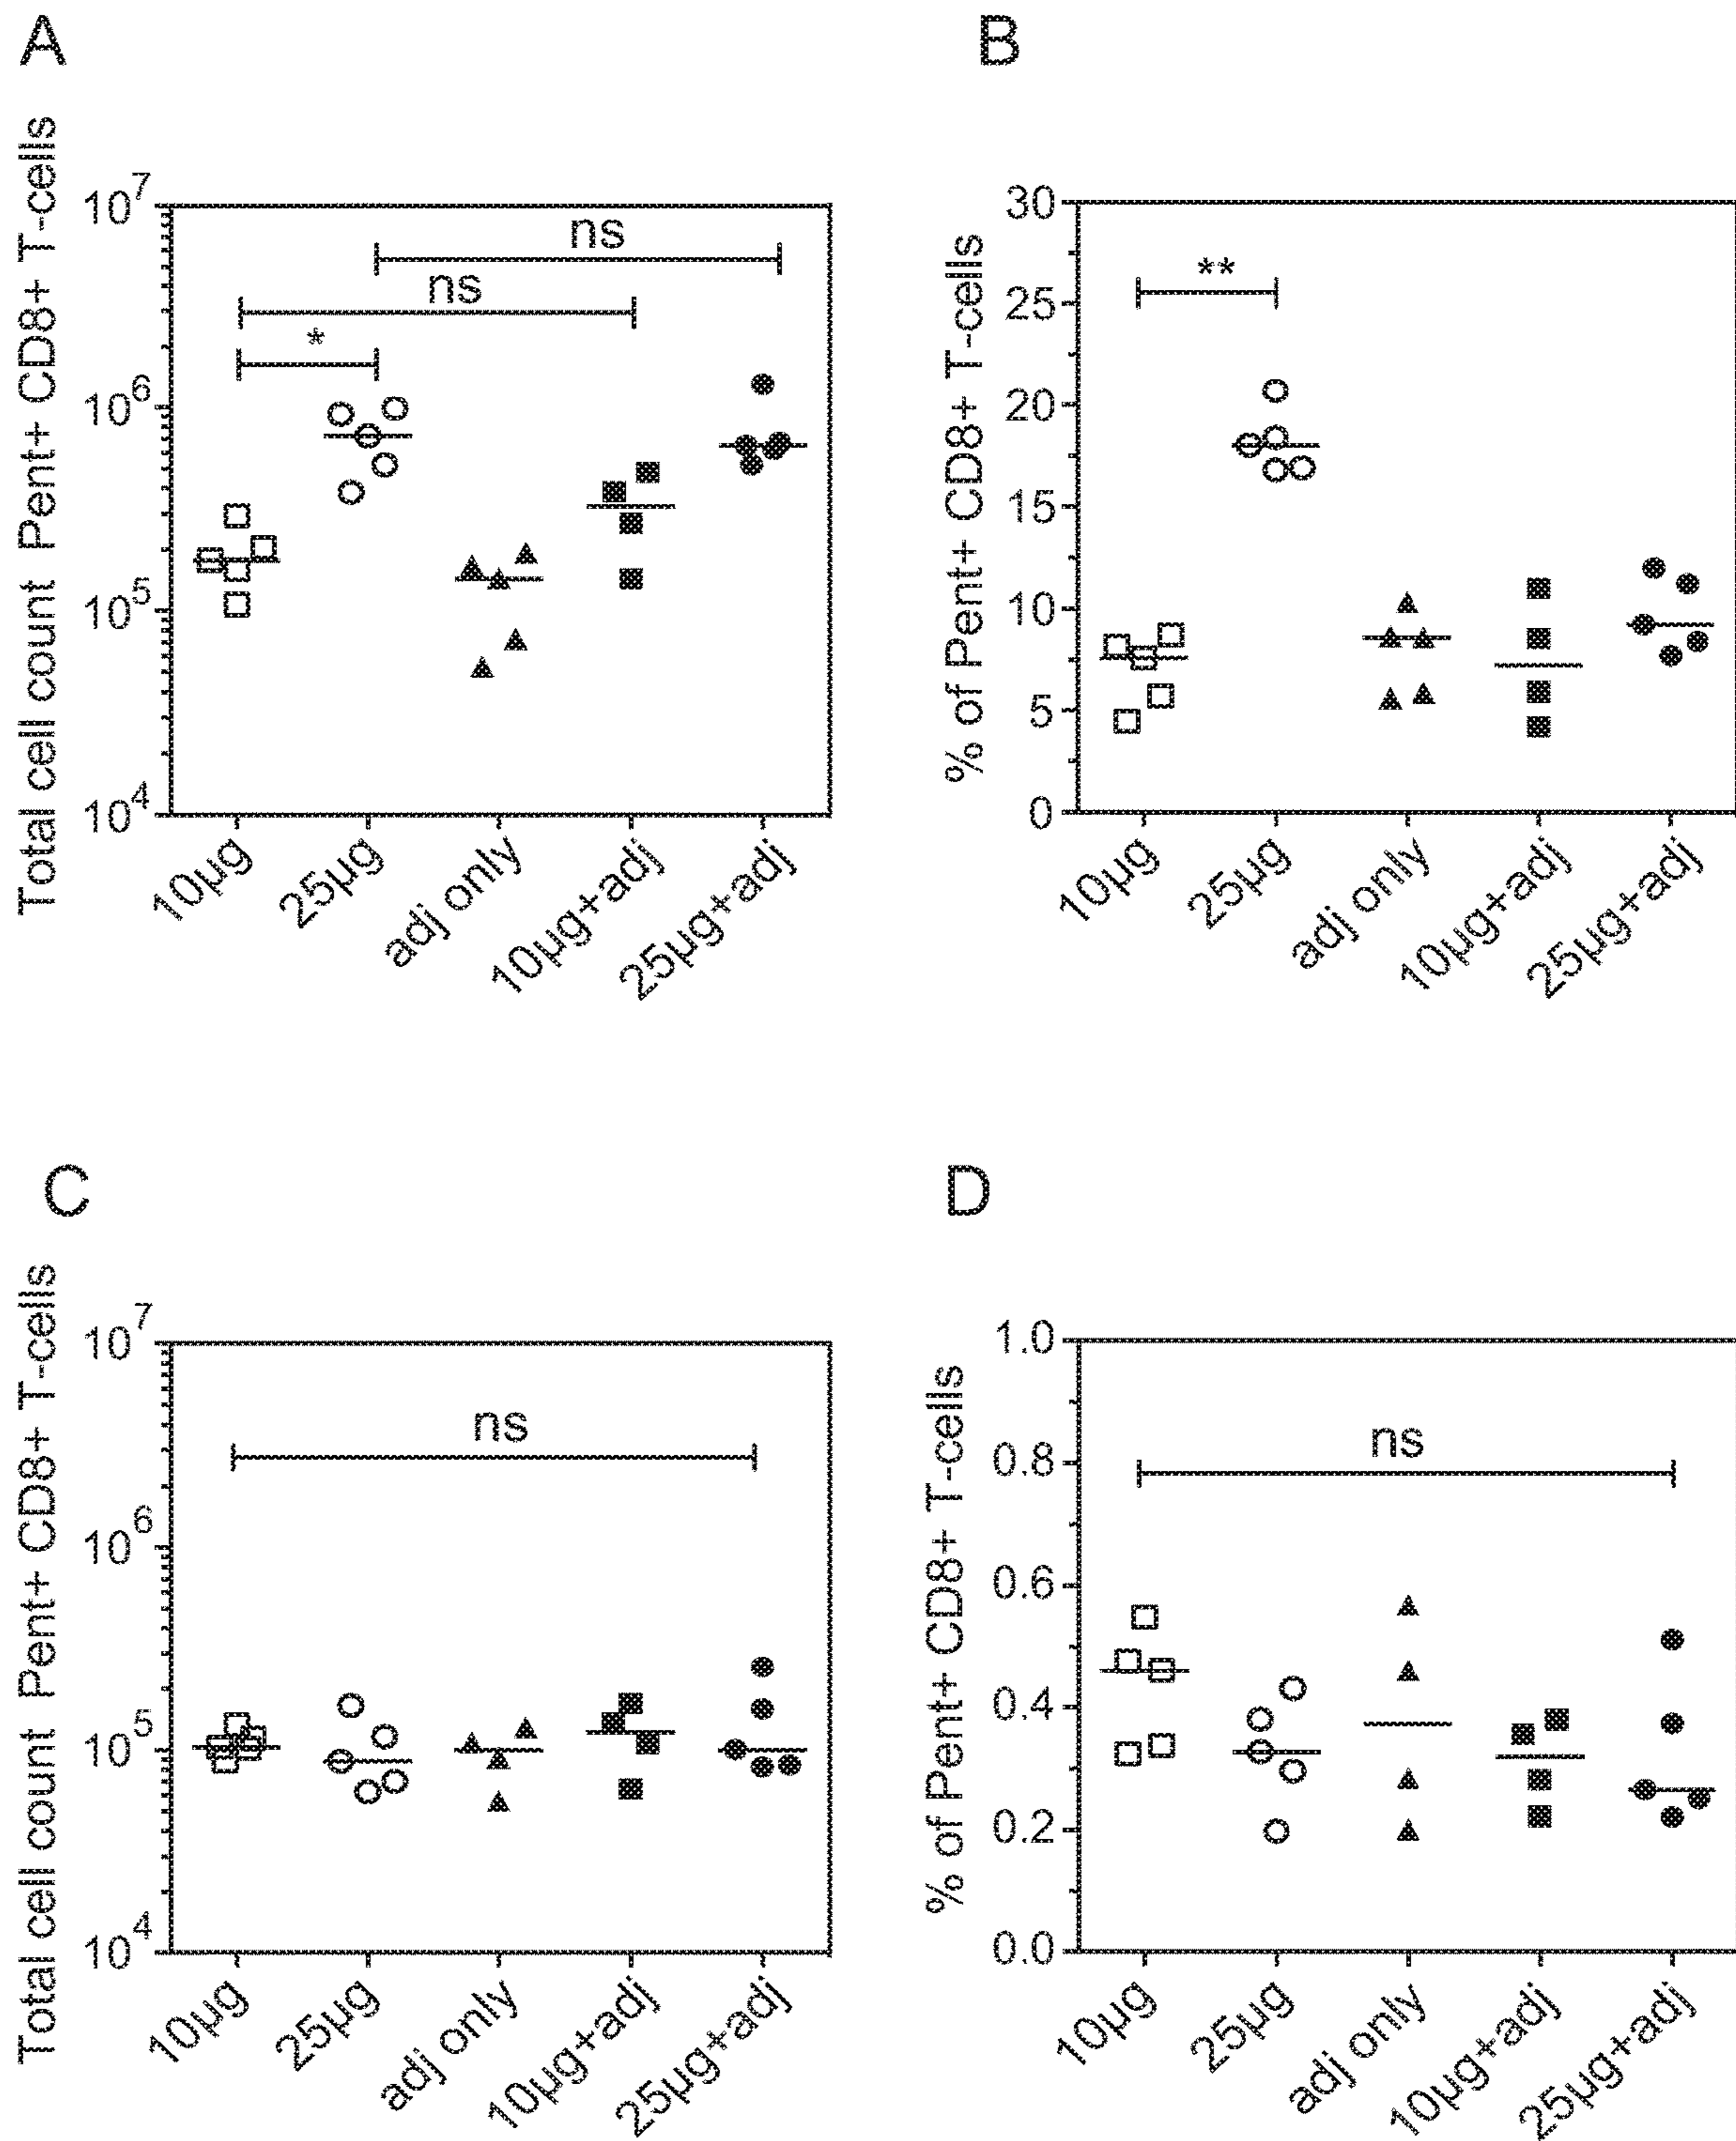 A
Total cell count Pent+ CD8+ T-cells
10^7
10^6
10^5
10^4
ns
ns
*
10µg
25µg
adj only
10µg+adj
25µg+adj
B
% of Pent+ CD8+ T-cells
30
25
20
15
10
5
0
**
10µg
25µg
adj only
10µg+adj
25µg+adj
C
Total cell count Pent+ CD8+ T-cells
10^7
10^6
10^5
10^4
ns
10µg
25µg
adj only
10µg+adj
25µg+adj
D
% of Pent+ CD8+ T-cells
1.0
0.8
0.6
0.4
0.2
0.0
ns
10µg
25µg
adj only
10µg+adj
25µg+adj